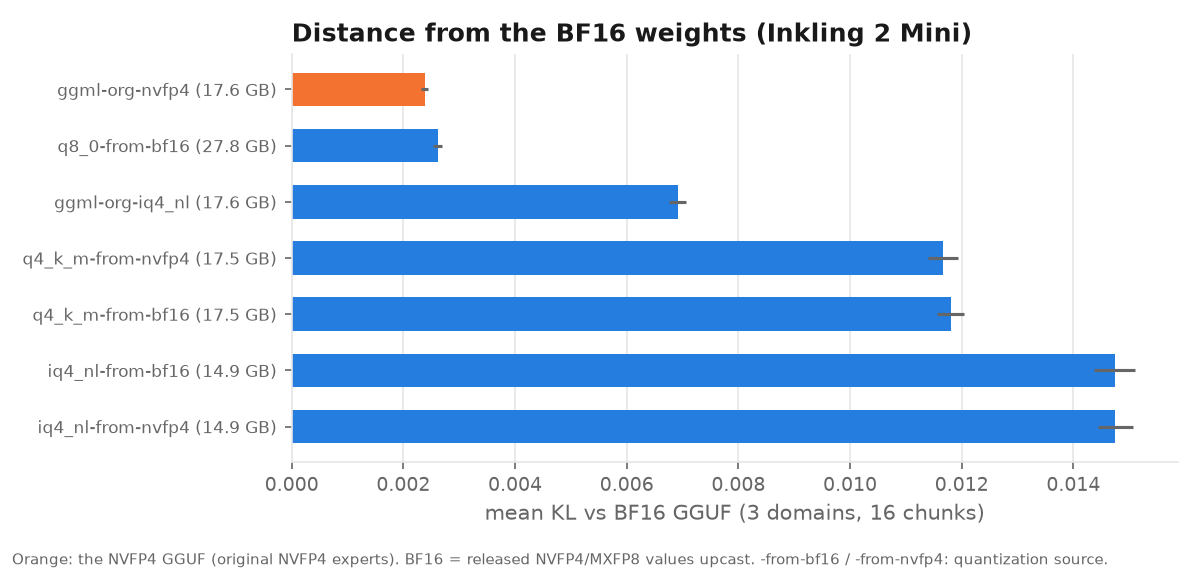 Distance from the BF16 weights (Inkling 2 Mini)
ggml-org-nvfp4 (17.6 GB)
q8_0-from-bf16 (27.8 GB)
ggml-org-iq4_nl (17.6 GB)
q4_k_m-from-nvfp4 (17.5 GB)
q4_k_m-from-bf16 (17.5 GB)
iq4_nl-from-bf16 (14.9 GB)
iq4_nl-from-nvfp4 (14.9 GB)
0.000 0.002 0.004 0.006 0.008 0.010 0.012 0.014
mean KL vs BF16 GGUF (3 domains, 16 chunks)
Orange: the NVFP4 GGUF (original NVFP4 experts). BF16 = released NVFP4/MXFP8 values upcast. -from-bf16 / -from-nvfp4: quantization source.